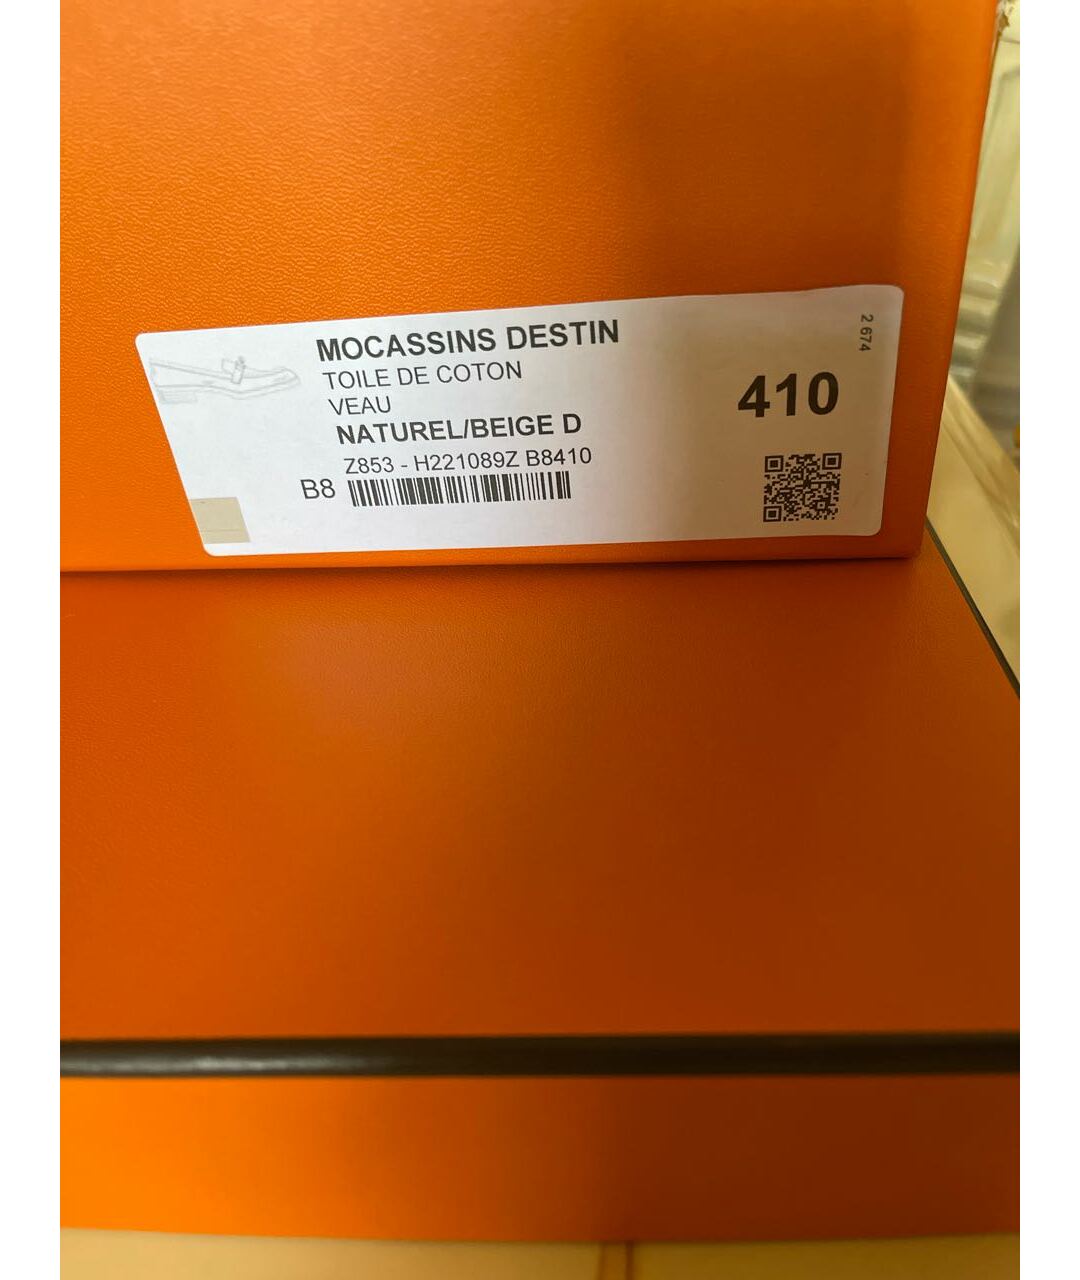 MOCASSINS DESTIN
TOILE DE COTON
VEAU
NATUREL/BEIGE D
Z853 - H221089Z B8410
B8
410
2 674